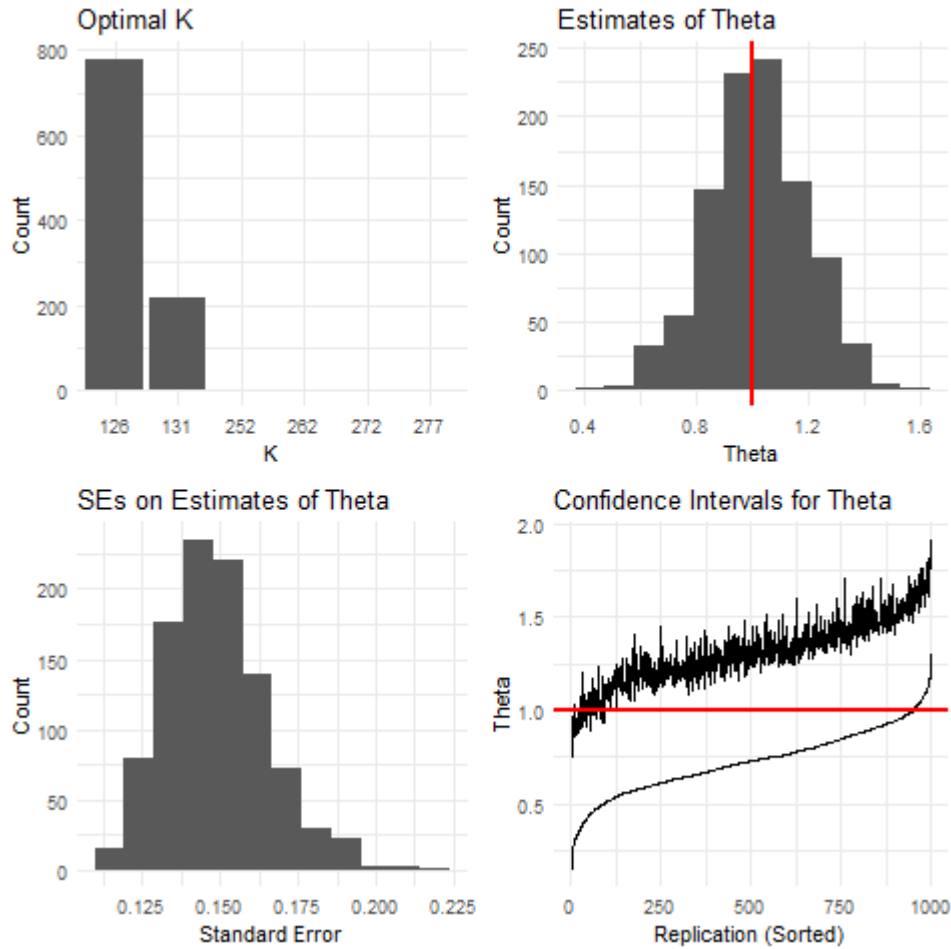 Optimal K
800
600
400
200
0
Count
126 131 252 262 272 277
K
Estimates of Theta
250
200
150
100
50
0
Count
0.4 0.8 1.2 1.6
Theta
SEs on Estimates of Theta
200
150
100
50
0
Count
0.125 0.150 0.175 0.200 0.225
Standard Error
Confidence Intervals for Theta
2.0
1.5
1.0
0.5
Theta
0 250 500 750 1000
Replication (Sorted)